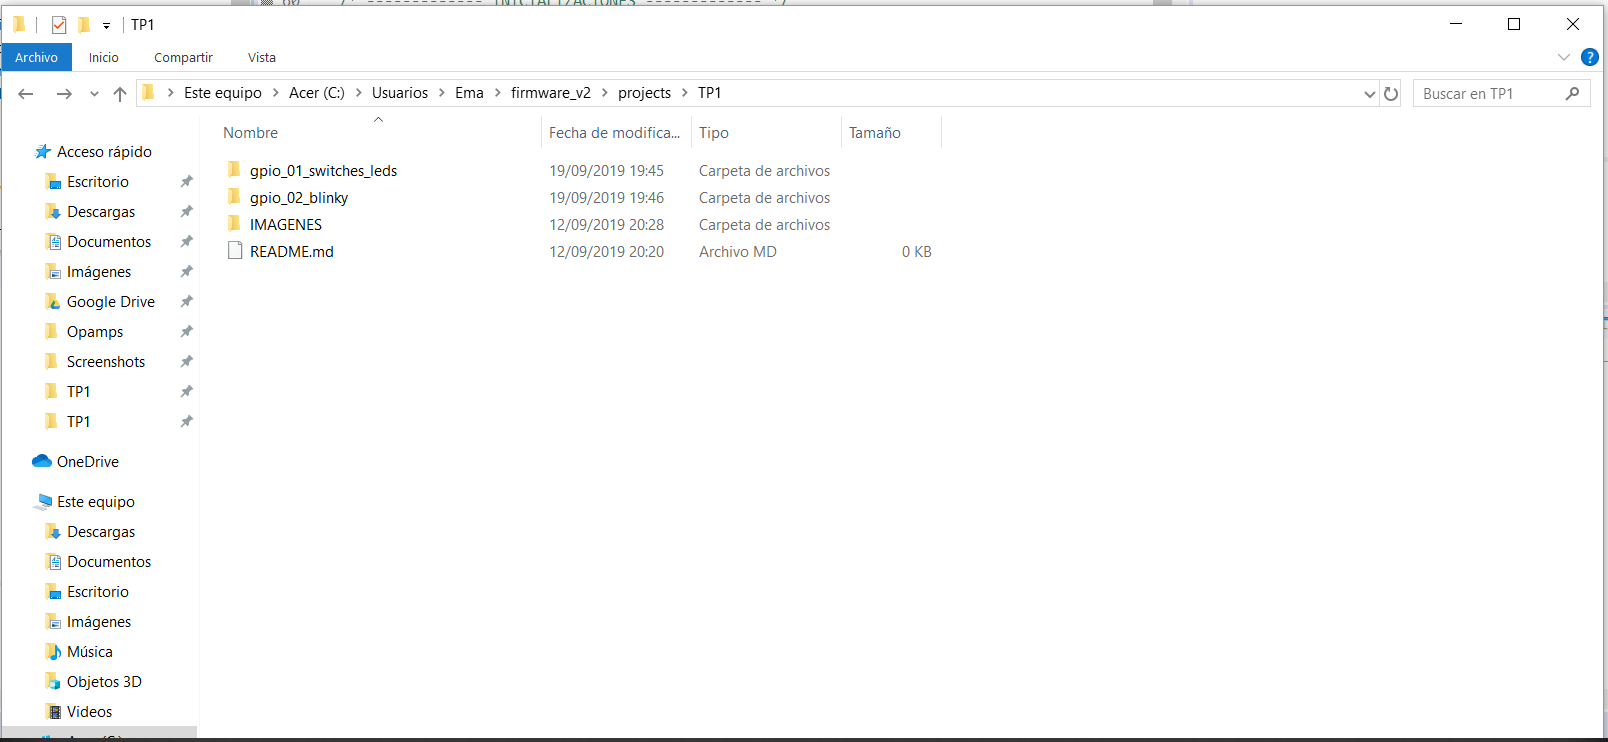 60 /* ------------- INICIALIZACIONES ------------- */
TP1
Archivo Inicio Compartir Vista
Este equipo Acer (C:) Usuarios Ema firmware_v2 projects TP1
Buscar en TP1
Nombre Fecha de modifica... Tipo Tamaño
gpio_01_switches_leds 19/09/2019 19:45 Carpeta de archivos
gpio_02_blinky 19/09/2019 19:46 Carpeta de archivos
IMAGENES 12/09/2019 20:28 Carpeta de archivos
README.md 12/09/2019 20:20 Archivo MD 0 KB
Acceso rápido
Escritorio
Descargas
Documentos
Imágenes
Google Drive
Opamps
Screenshots
TP1
TP1
OneDrive
Este equipo
Descargas
Documentos
Escritorio
Imágenes
Música
Objetos 3D
Videos